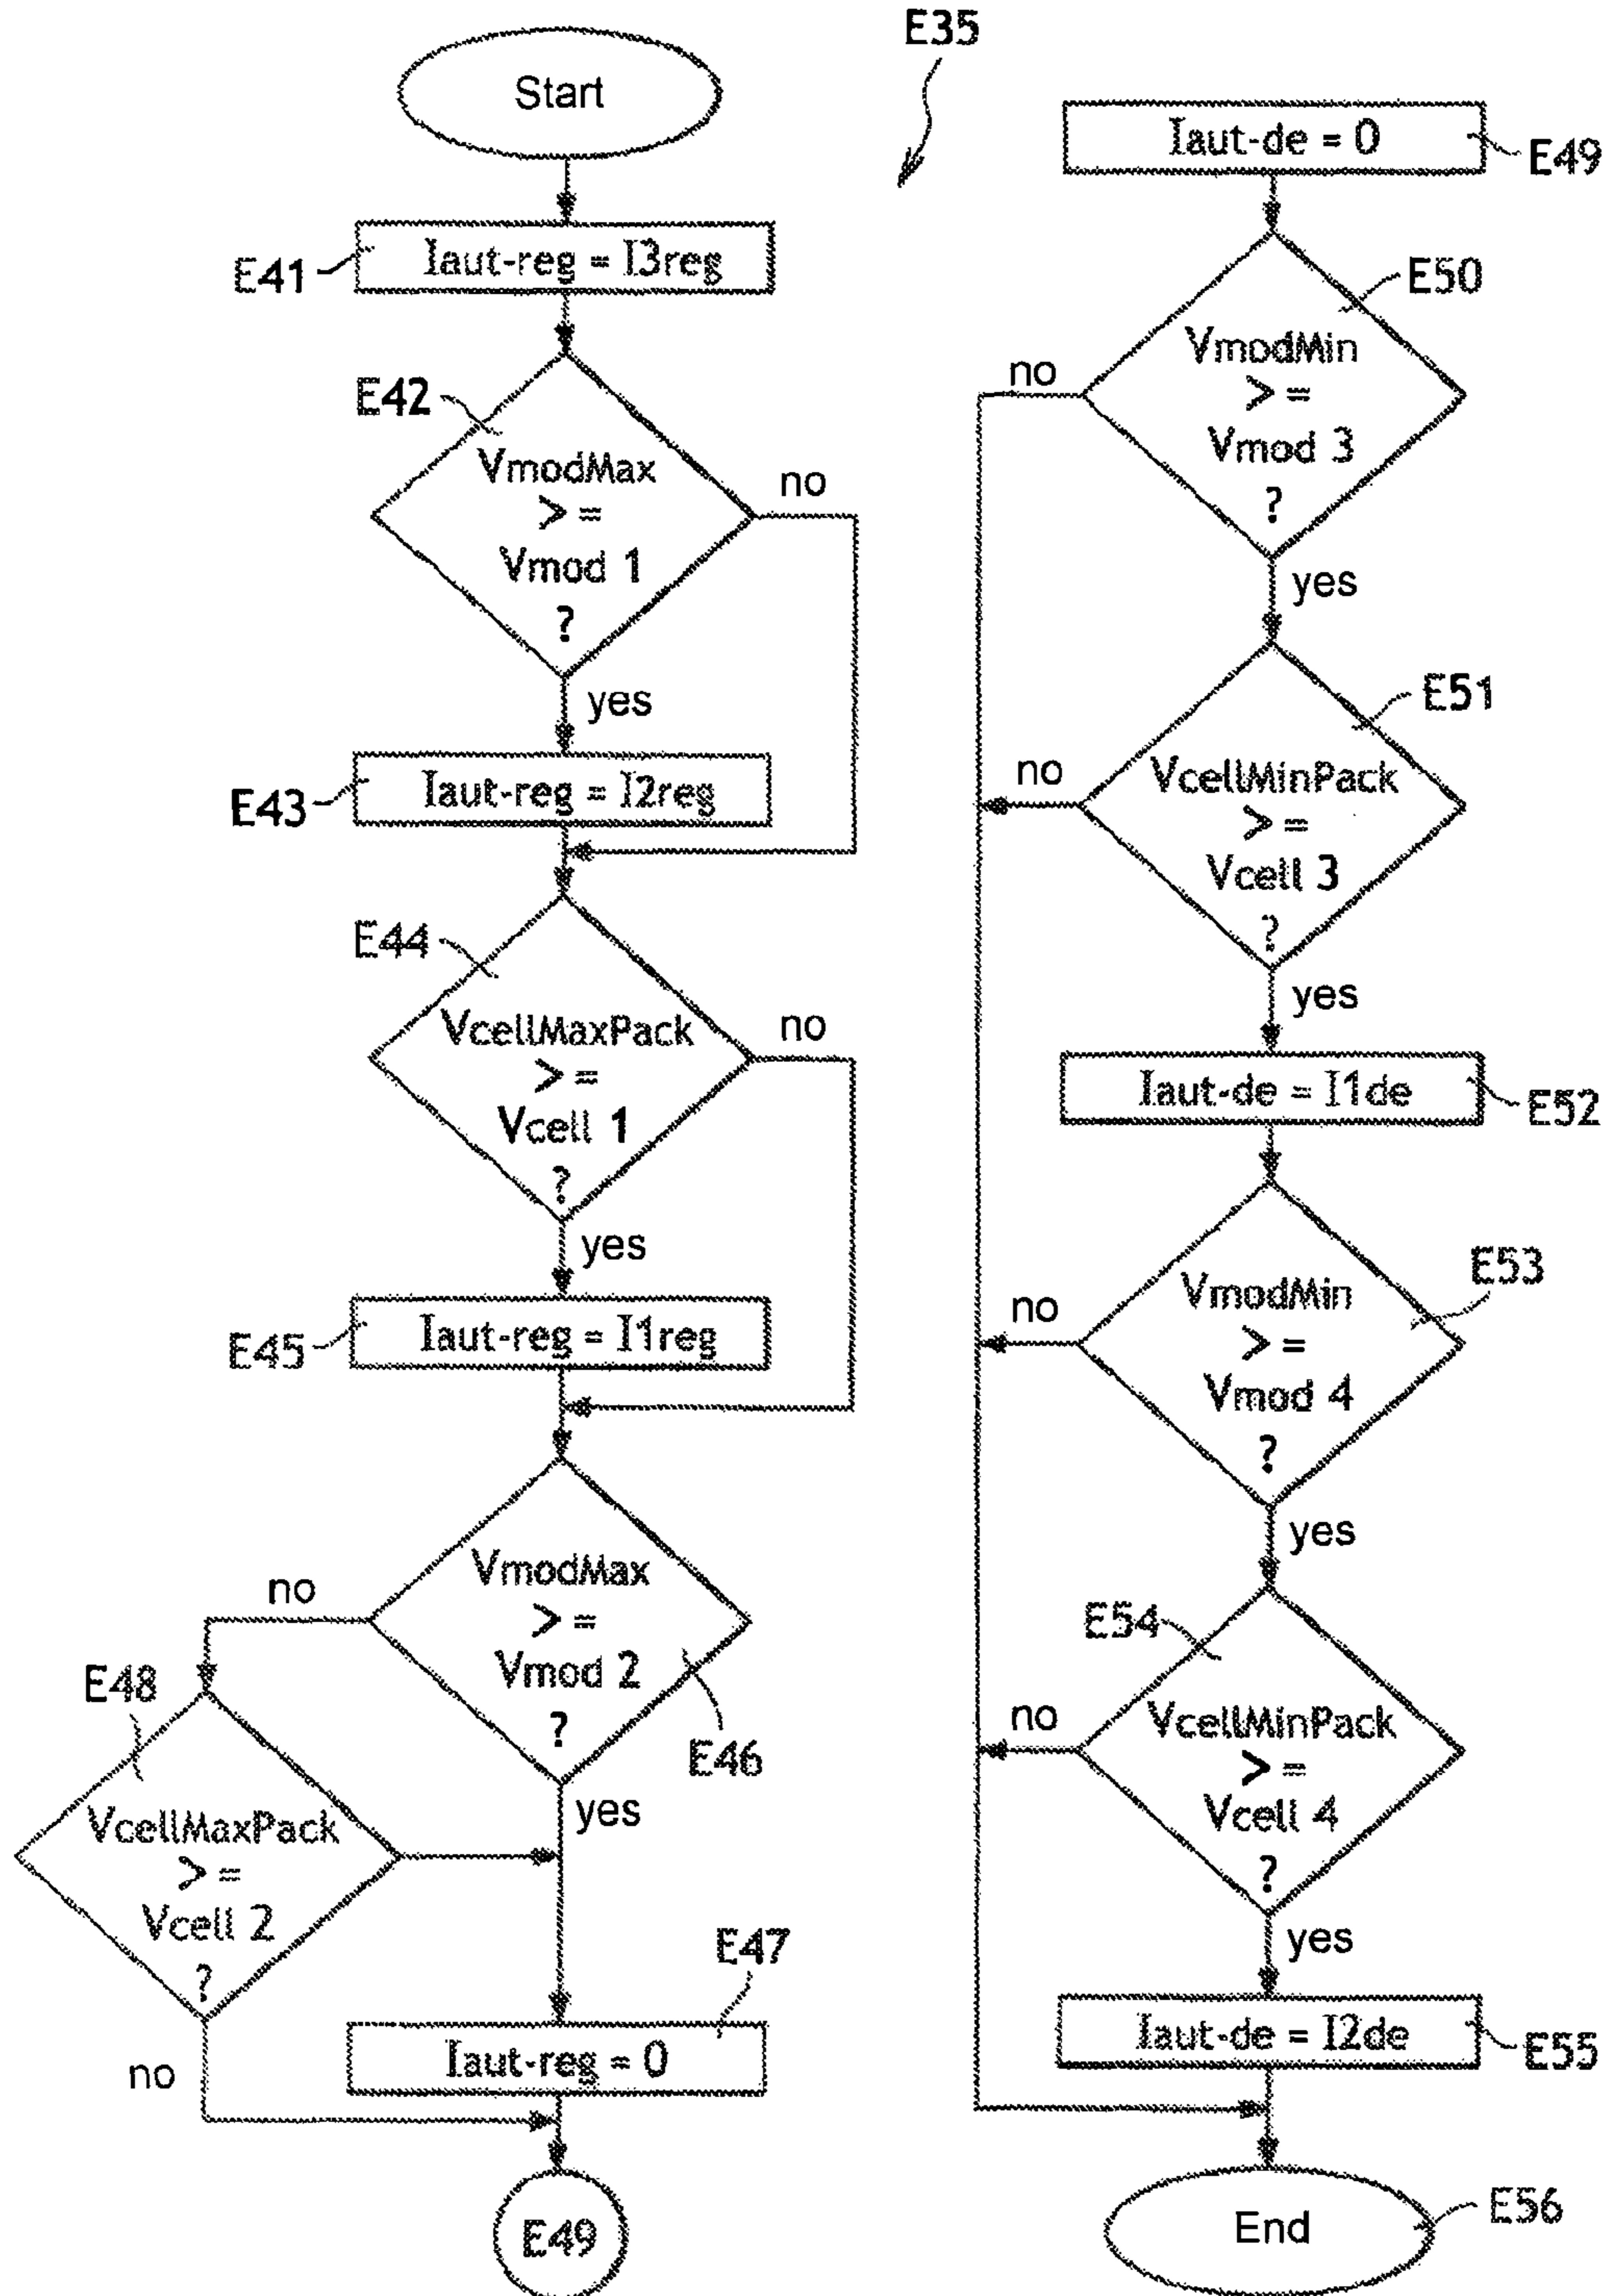 E35
Start
E41
Iaut-reg = I3reg
E42
VmodMax
>=
Vmod 1
?
no
yes
E43
Iaut-reg = I2reg
E44
VcellMaxPack
>=
Vcell 1
?
no
yes
E45
Iaut-reg = I1reg
VmodMax
>=
Vmod 2
?
no
E46
yes
E48
VcellMaxPack
>=
Vcell 2
?
no
E47
Iaut-reg = 0
E49
Iaut-de = 0
E49
E50
VmodMin
>=
Vmod 3
?
no
yes
E51
VcellMinPack
>=
Vcell 3
?
no
yes
Iaut-de = I1de
E52
E53
VmodMin
>=
Vmod 4
?
no
yes
E54
VcellMinPack
>=
Vcell 4
?
no
yes
Iaut-de = I2de
E55
End
E56